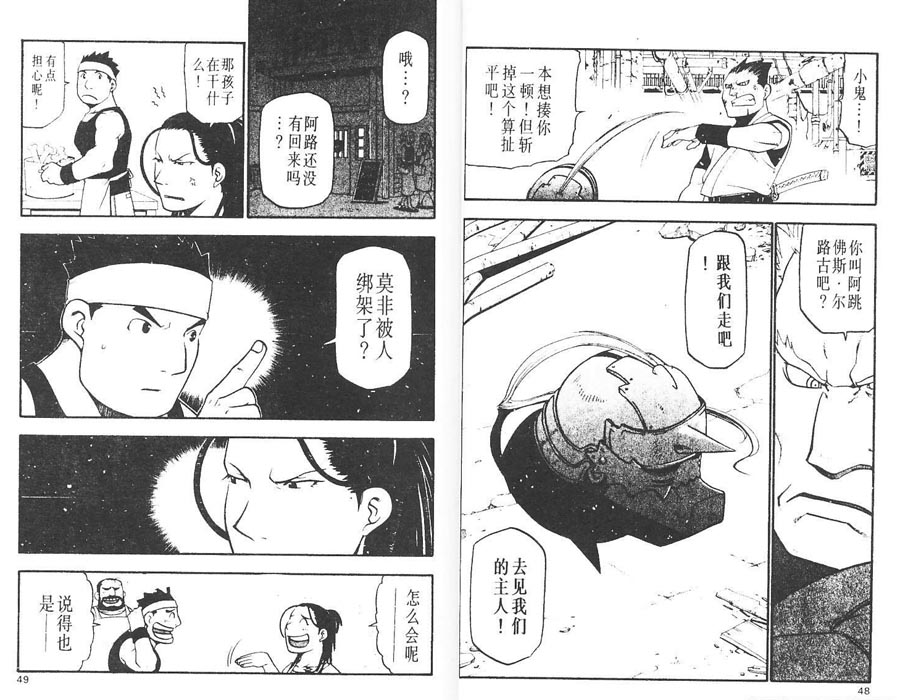 小鬼…！
本想揍你
一顿！但斩
掉这个算扯
平吧！
你叫阿跳
佛斯·尔
路古吧？
跟我们走吧
！
去见我们
的主人！
48
哦…？
阿路还没
有回来吗
…？
那孩子
在干什
么！
有点
担心呢！
莫非被人
绑架了？
怎么会呢
——
说得也
是——
49